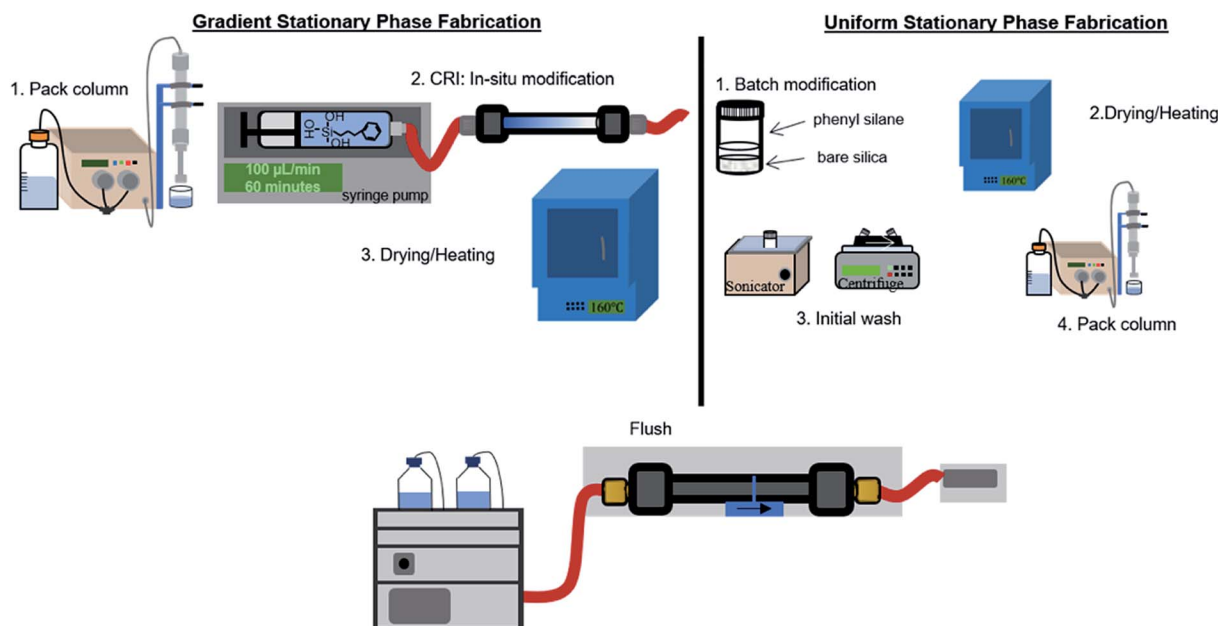 Gradient Stationary Phase Fabrication
1. Pack column
2. CRI: In-situ modification
HO
OH
Si
OH
100 µL/min
60 minutes
syringe pump
3. Drying/Heating
160°C
Uniform Stationary Phase Fabrication
1. Batch modification
phenyl silane
bare silica
2.Drying/Heating
160°C
Sonicator
Centrifuge
3. Initial wash
4. Pack column
Flush